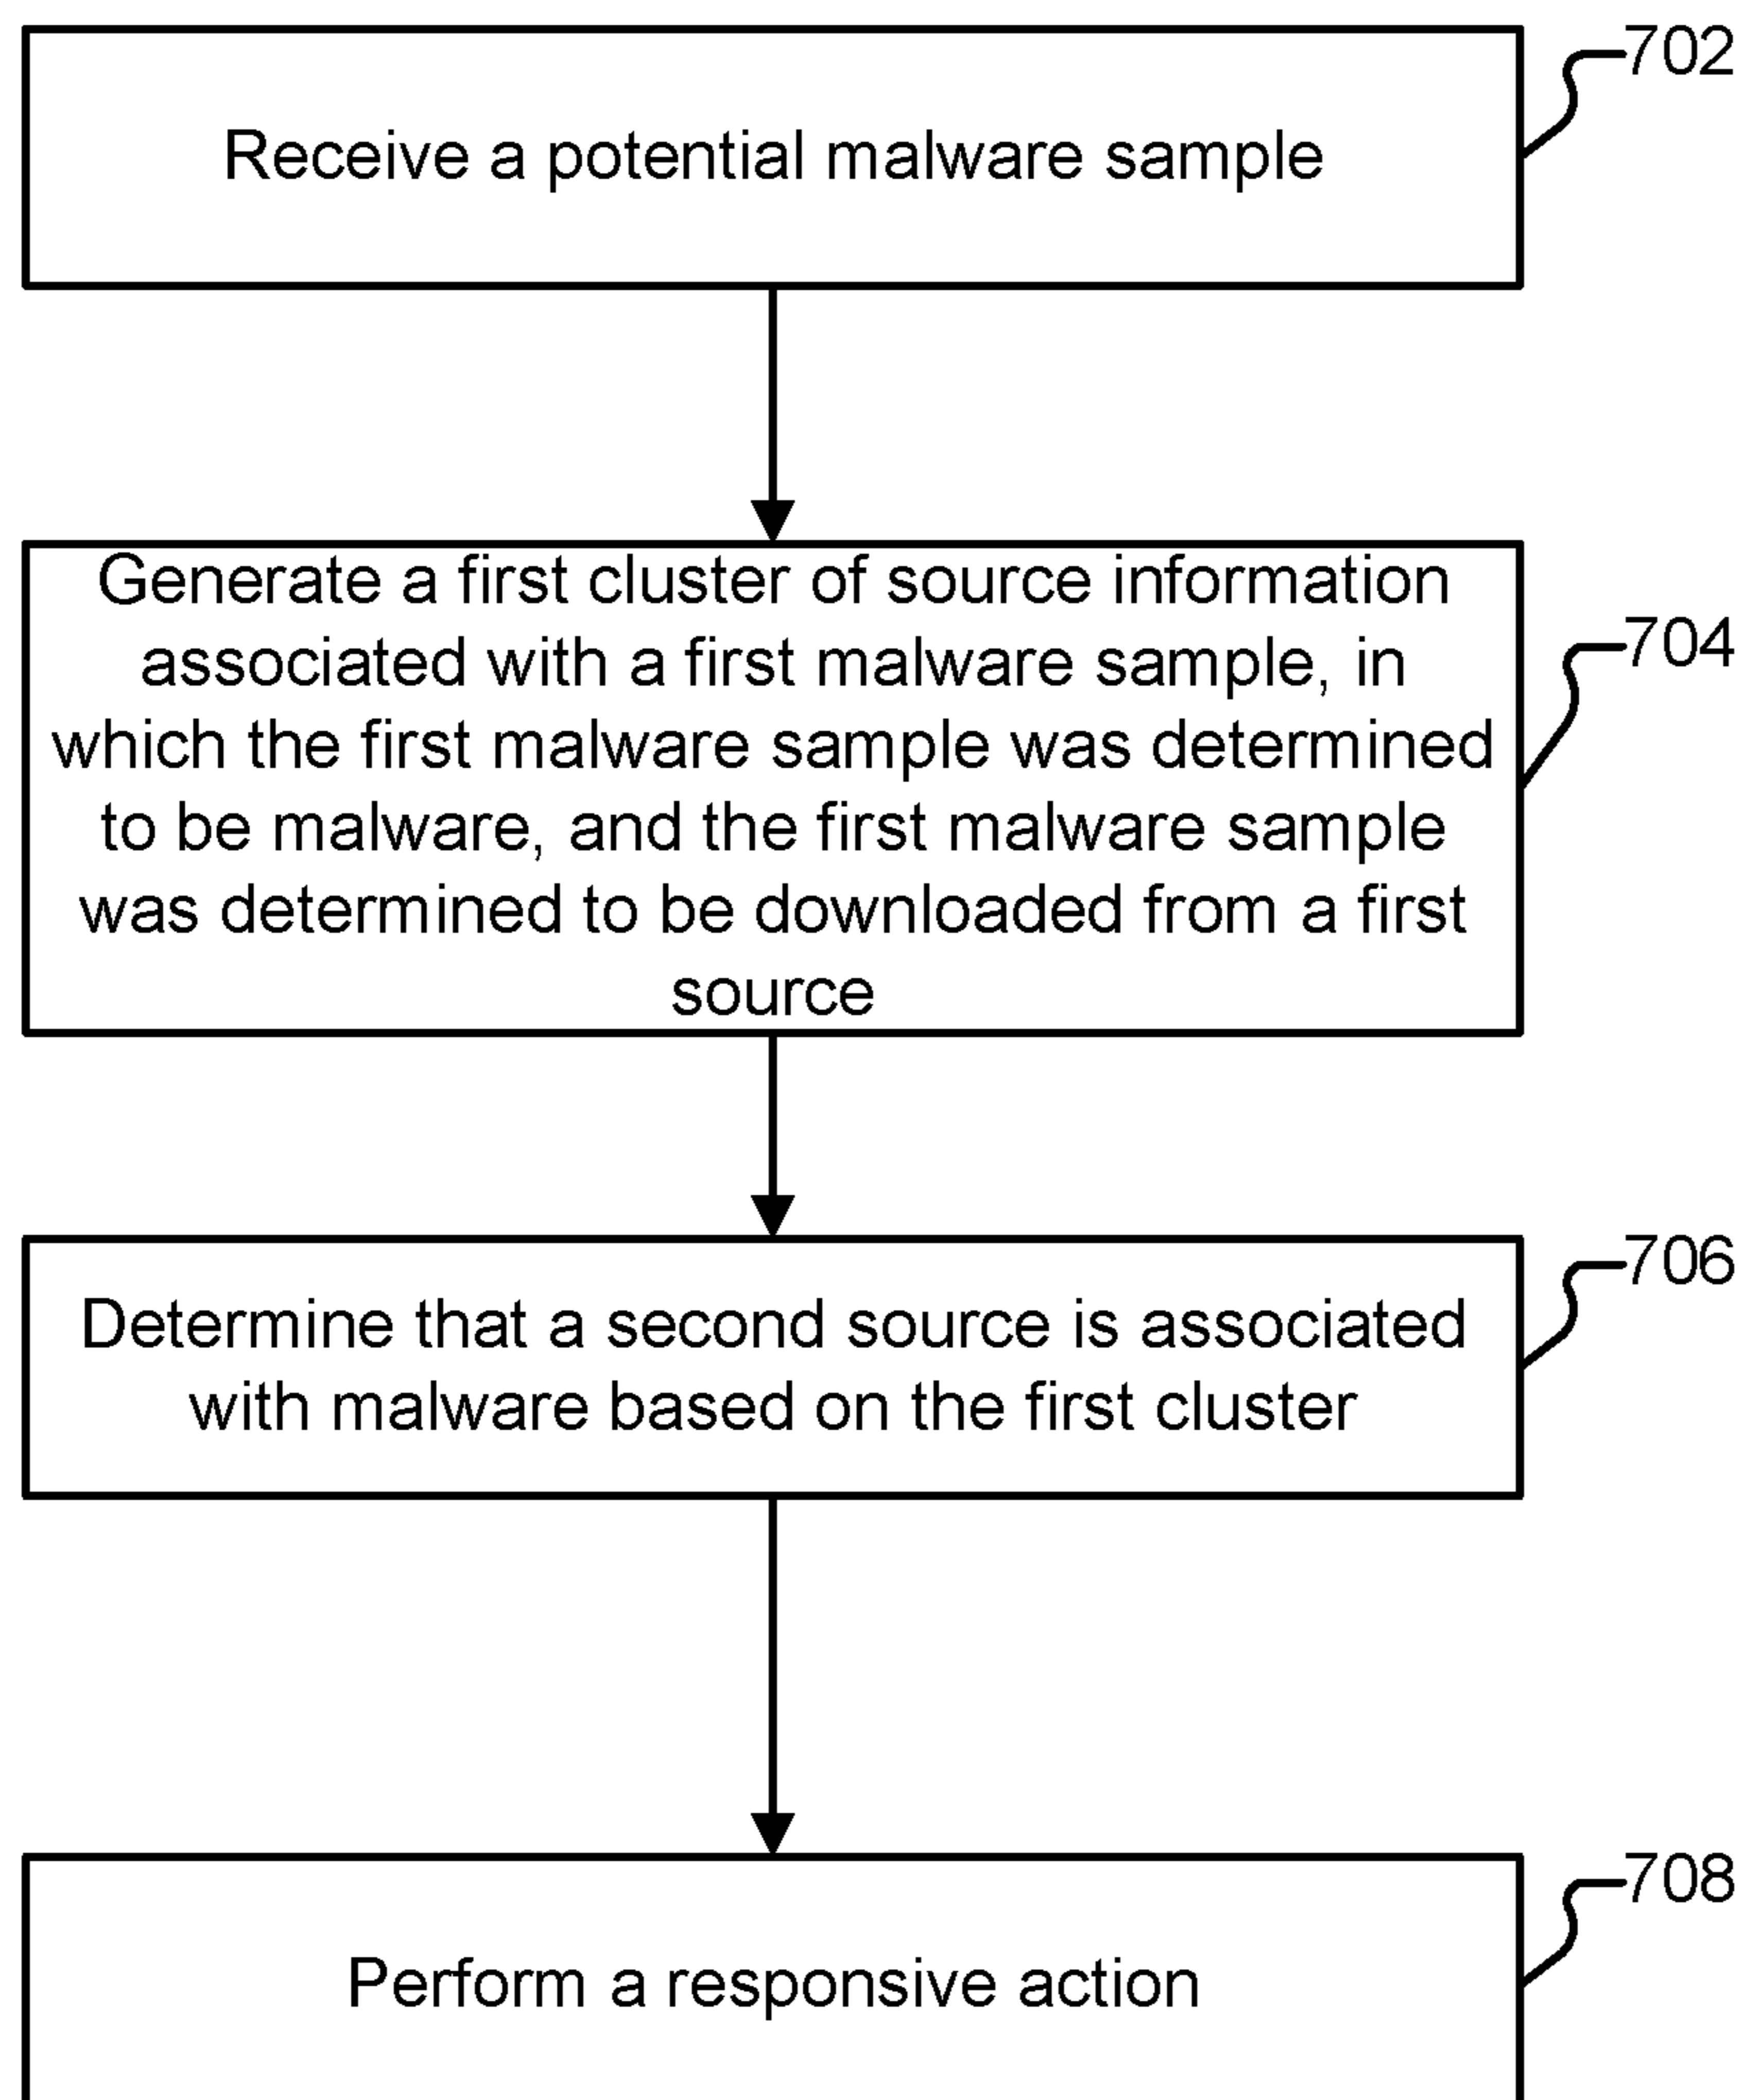 702
Receive a potential malware sample
Generate a first cluster of source information
associated with a first malware sample, in
which the first malware sample was determined
to be malware, and the first malware sample
was determined to be downloaded from a first
source
704
706
Determine that a second source is associated
with malware based on the first cluster
708
Perform a responsive action